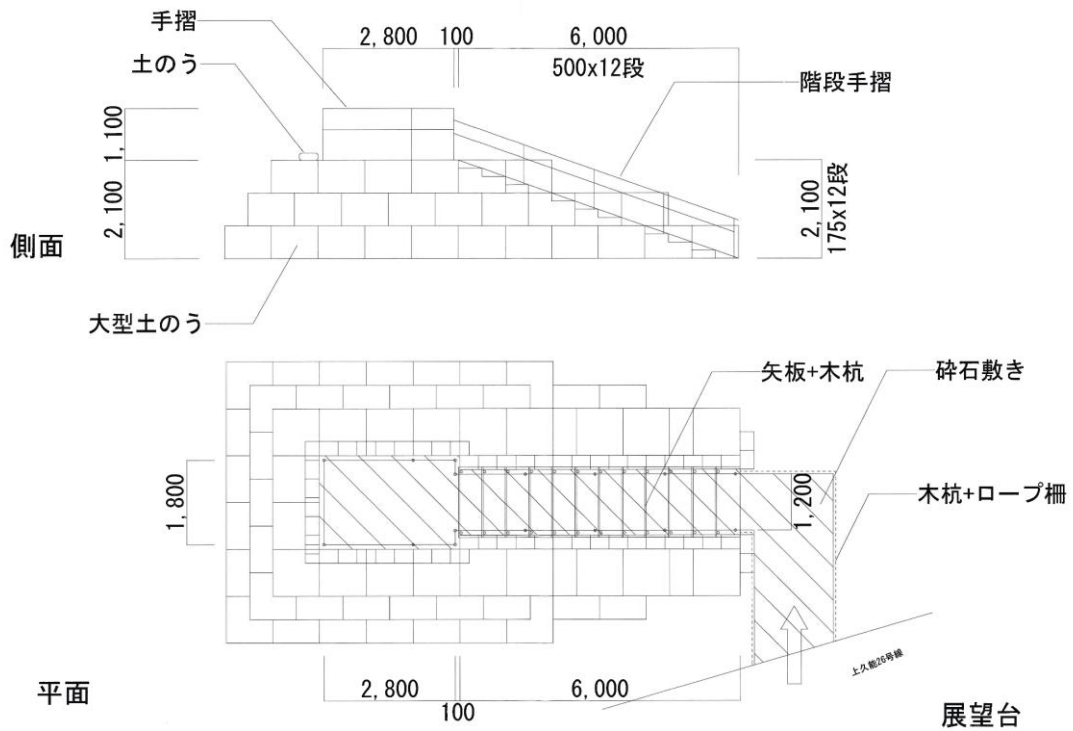 手摺
土のう
2,800
100
6,000
500x12段
階段手摺
1,100
2,100
2,100
175x12段
側面
大型土のう
矢板+木杭
砕石敷き
木杭+ロープ柵
1,800
1,200
上久能26号線
2,800
100
6,000
平面
展望台